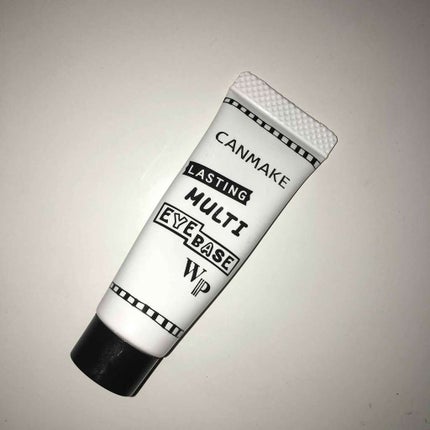 CANMAKE
LASTING
MULTI
EYE
BASE
WP